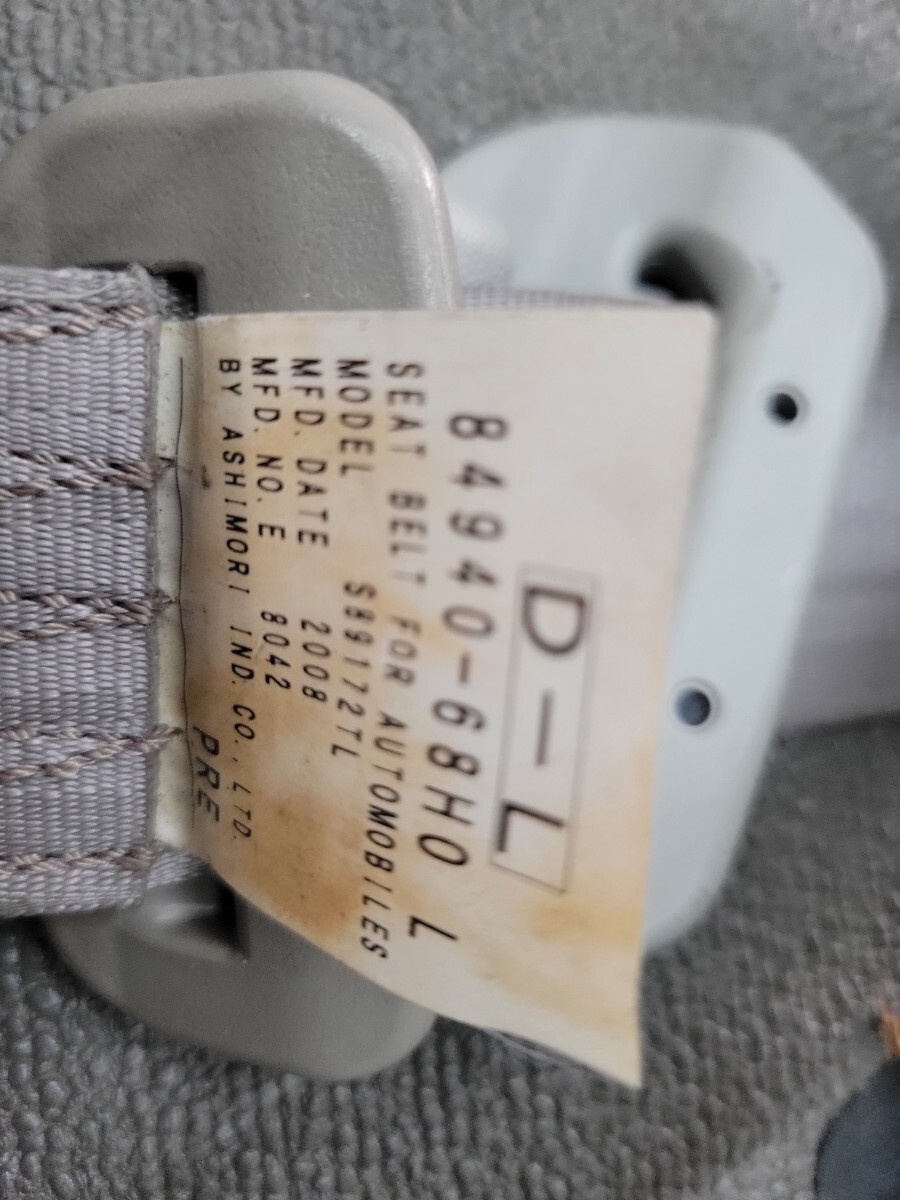 D-L
84940-68H0 L
SEAT BELT FOR AUTOMOBILES
MODEL S89172TL
MFD. DATE 2008
MFD. NO. E 8042
BY ASHIMORI IND. CO., LTD.
PRE